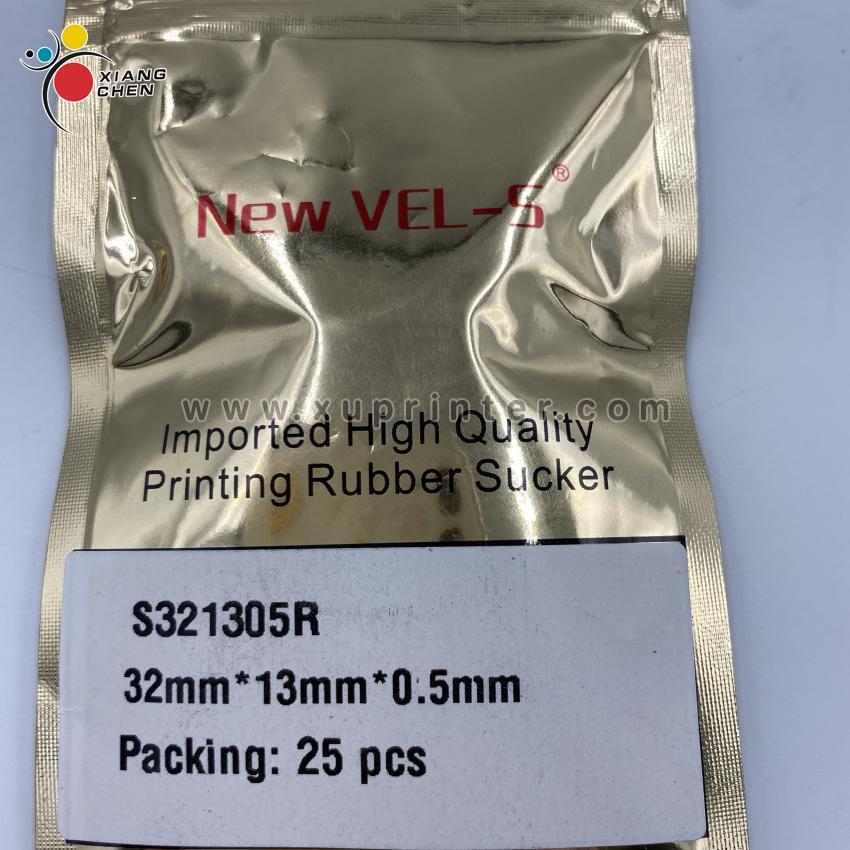 XIANG
CHEN
New VEL-S®
www.xuprinter.com
Imported High Quality
Printing Rubber Sucker
S321305R
32mm*13mm*0.5mm
Packing: 25 pcs